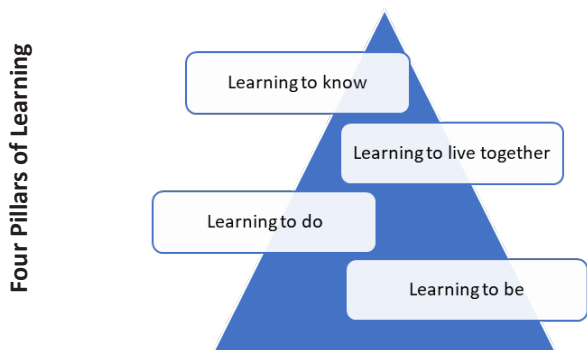 Four Pillars of Learning
Learning to know
Learning to live together
Learning to do
Learning to be